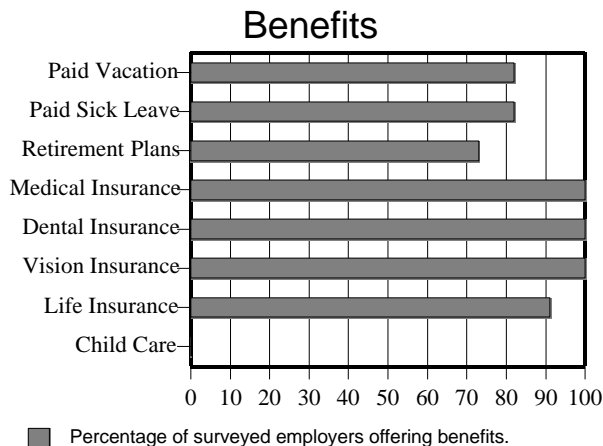 Benefits
Paid Vacation
Paid Sick Leave
Retirement Plans
Medical Insurance
Dental Insurance
Vision Insurance
Life Insurance
Child Care
0 10 20 30 40 50 60 70 80 90 100
Percentage of surveyed employers offering benefits.